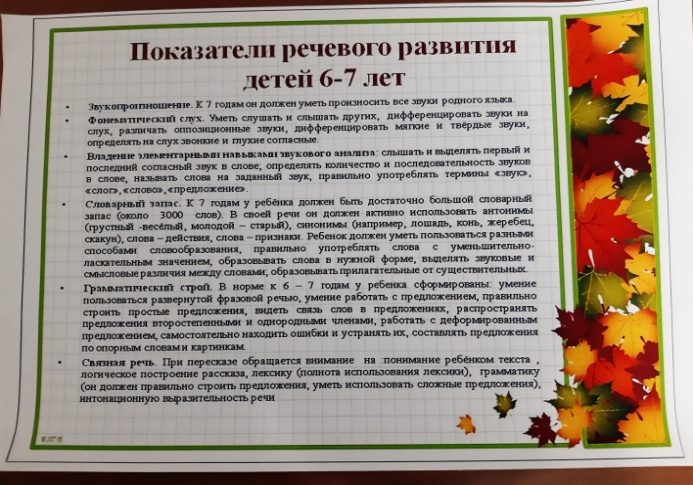 Показатели речевого развития
детей 6-7 лет
• Звукопроизношение. К 7 годам он должен уметь произносить все звуки родного языка.
• Фонематический слух. Уметь слушать и слышать других, дифференцировать звуки на
слух, различать оппозиционные звуки, дифференцировать мягкие и твёрдые звуки,
определять на слух звонкие и глухие согласные.
• Владение элементарными навыками звукового анализа: слышать и выделять первый и
последний согласный звук в слове, определять количество и последовательность звуков
в слове, называть слова на заданный звук, правильно употреблять термины «звук»,
«слог», «слово», «предложение».
• Словарный запас. К 7 годам у ребёнка должен быть достаточно большой словарный
запас (около 3000 слов). В своей речи он должен активно использовать антонимы
(грустный -весёлый, молодой – старый), синонимы (например, лошадь, конь, жеребец,
скакун), слова – действия, слова – признаки. Ребенок должен уметь пользоваться разными
способами словообразования, правильно употреблять слова с уменьшительно-
ласкательным значением, образовывать слова в нужной форме, выделять звуковые и
смысловые различия между словами, образовывать прилагательные от существительных.
• Грамматический строй. В норме к 6 – 7 годам у ребенка сформированы: умение
пользоваться развернутой фразовой речью, умение работать с предложением, правильно
строить простые предложения, видеть связь слов в предложениях, распространять
предложения второстепенными и однородными членами, работать с деформированным
предложением, самостоятельно находить ошибки и устранять их, составлять предложения
по опорным словам и картинкам.
• Связная речь. При пересказе обращается внимание на понимание ребёнком текста ,
логическое построение рассказа, лексику (полнота использования лексики), грамматику
(он должен правильно строить предложения, уметь использовать сложные предложения),
интонационную выразительность речи